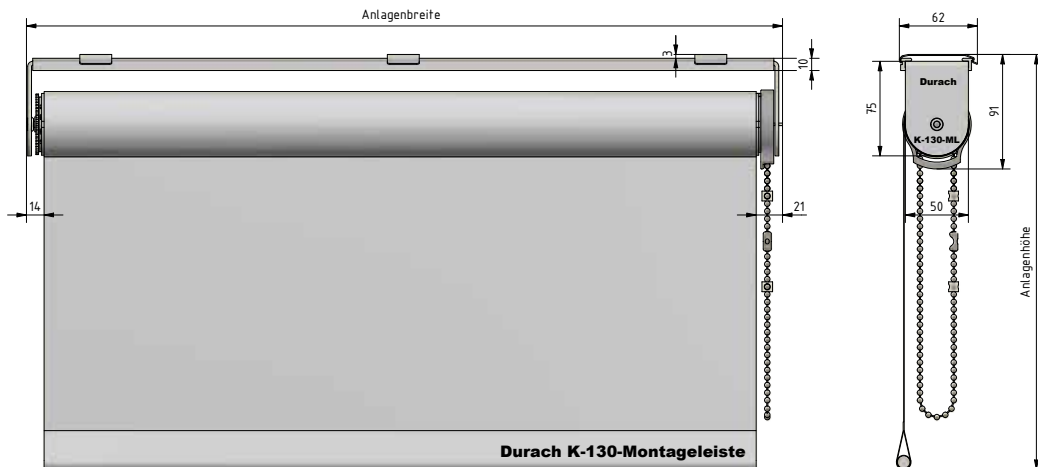 Anlagenbreite
3
10
14
21
Durach K-130-Montageleiste
62
75
91
Durach
K-130-ML
50
Anlagenhöhe